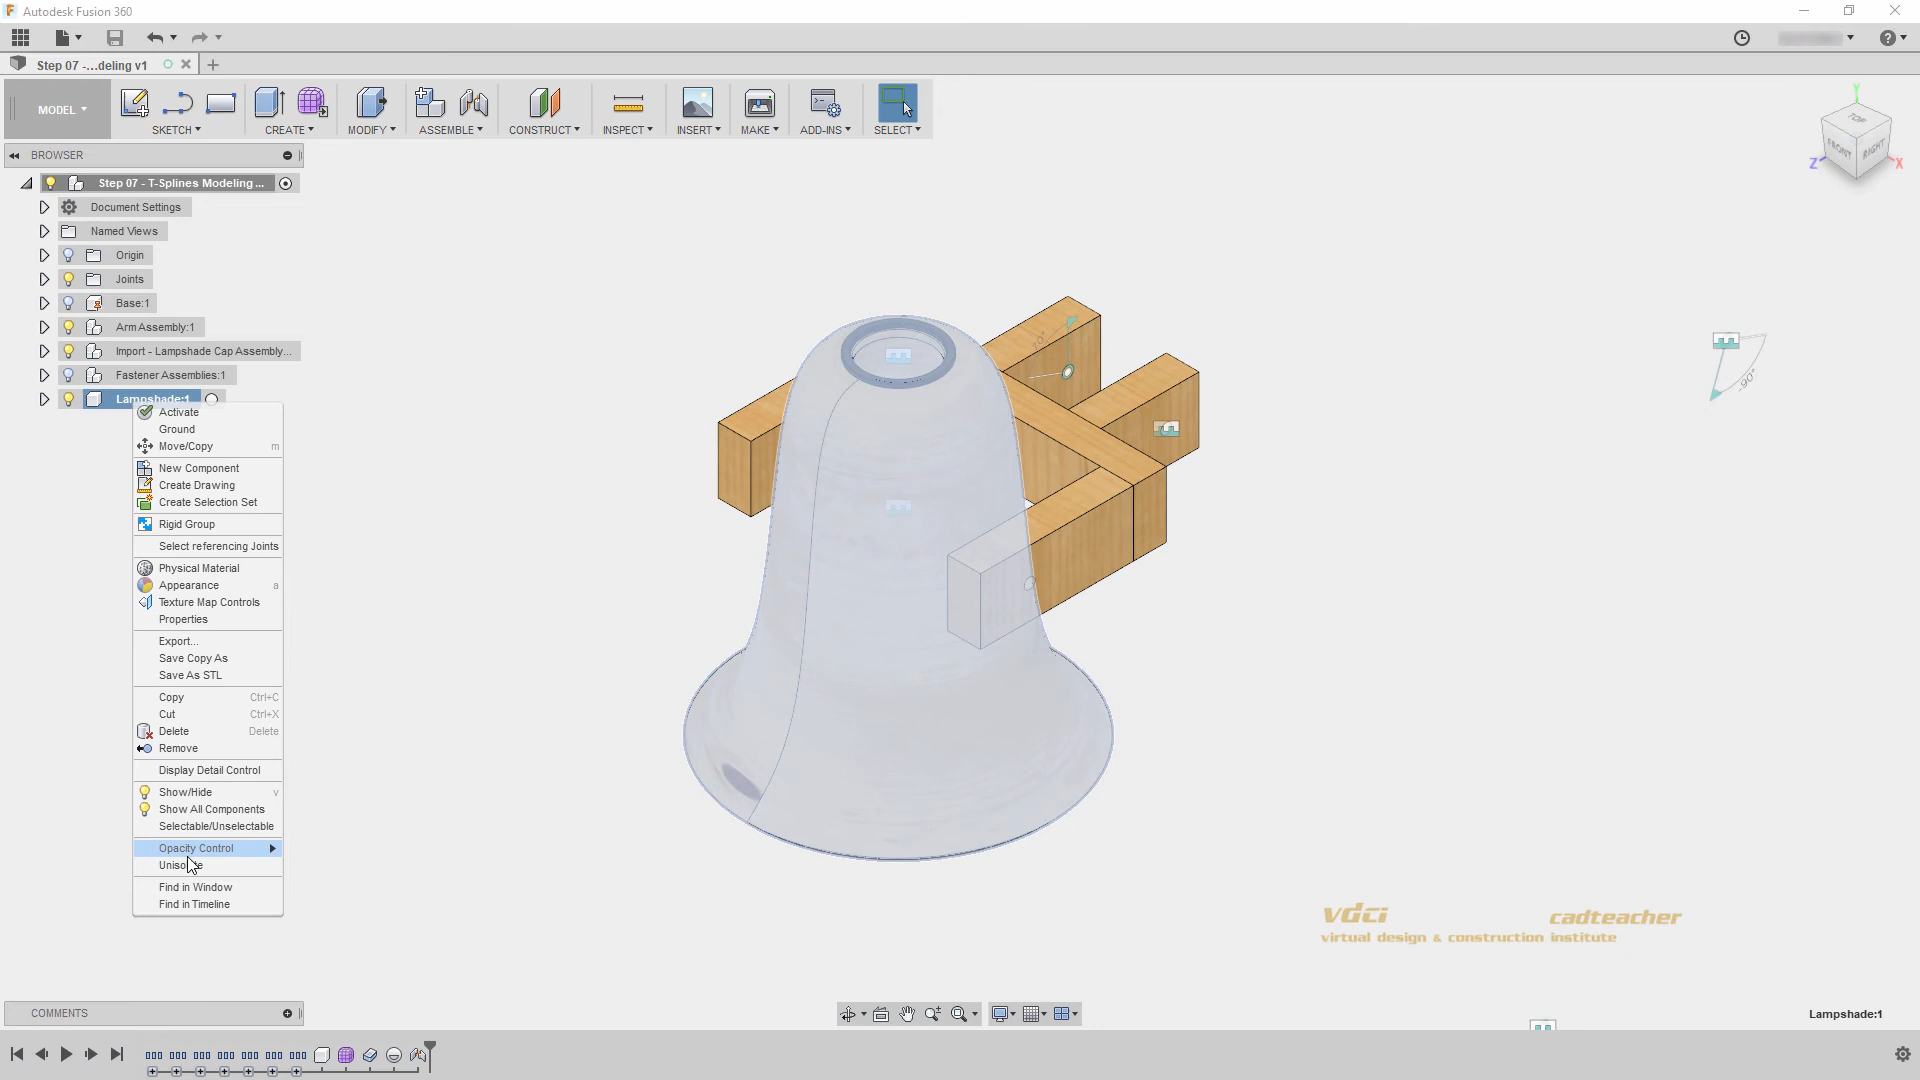 Autodesk Fusion 360
Step 07 -...deling v1
MODEL
SKETCH
CREATE
MODIFY
ASSEMBLE
CONSTRUCT
INSPECT
INSERT
MAKE
ADD-INS
SELECT
BROWSER
Step 07 - T-Splines Modeling ...
Document Settings
Named Views
Origin
Joints
Base:1
Arm Assembly:1
Import - Lampshade Cap Assembly...
Fastener Assemblies:1
Lampshade:1
Activate
Ground
Move/Copy m
New Component
Create Drawing
Create Selection Set
Rigid Group
Select referencing Joints
Physical Material
Appearance a
Texture Map Controls
Properties
Export...
Save Copy As
Save As STL
Copy Ctrl+C
Cut Ctrl+X
Delete Delete
Remove
Display Detail Control
Show/Hide v
Show All Components
Selectable/Unselectable
Opacity Control
Find in Window
Find in Timeline
Y
TOP
FRONT
RIGHT
Z
X
-90°
vdci cadteacher
virtual design & construction institute
COMMENTS
Lampshade:1